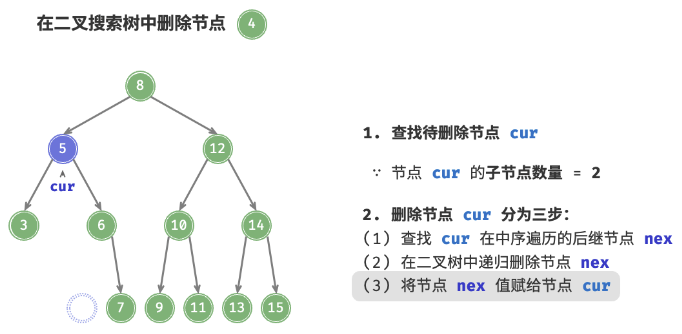 在二叉搜索树中删除节点 4
8
5
12
cur
3
6
10
14
7
9
11
13
15
1. 查找待删除节点 cur
∵ 节点 cur 的子节点数量 = 2
2. 删除节点 cur 分为三步：
(1) 查找 cur 在中序遍历的后继节点 nex
(2) 在二叉树中递归删除节点 nex
(3) 将节点 nex 值赋给节点 cur